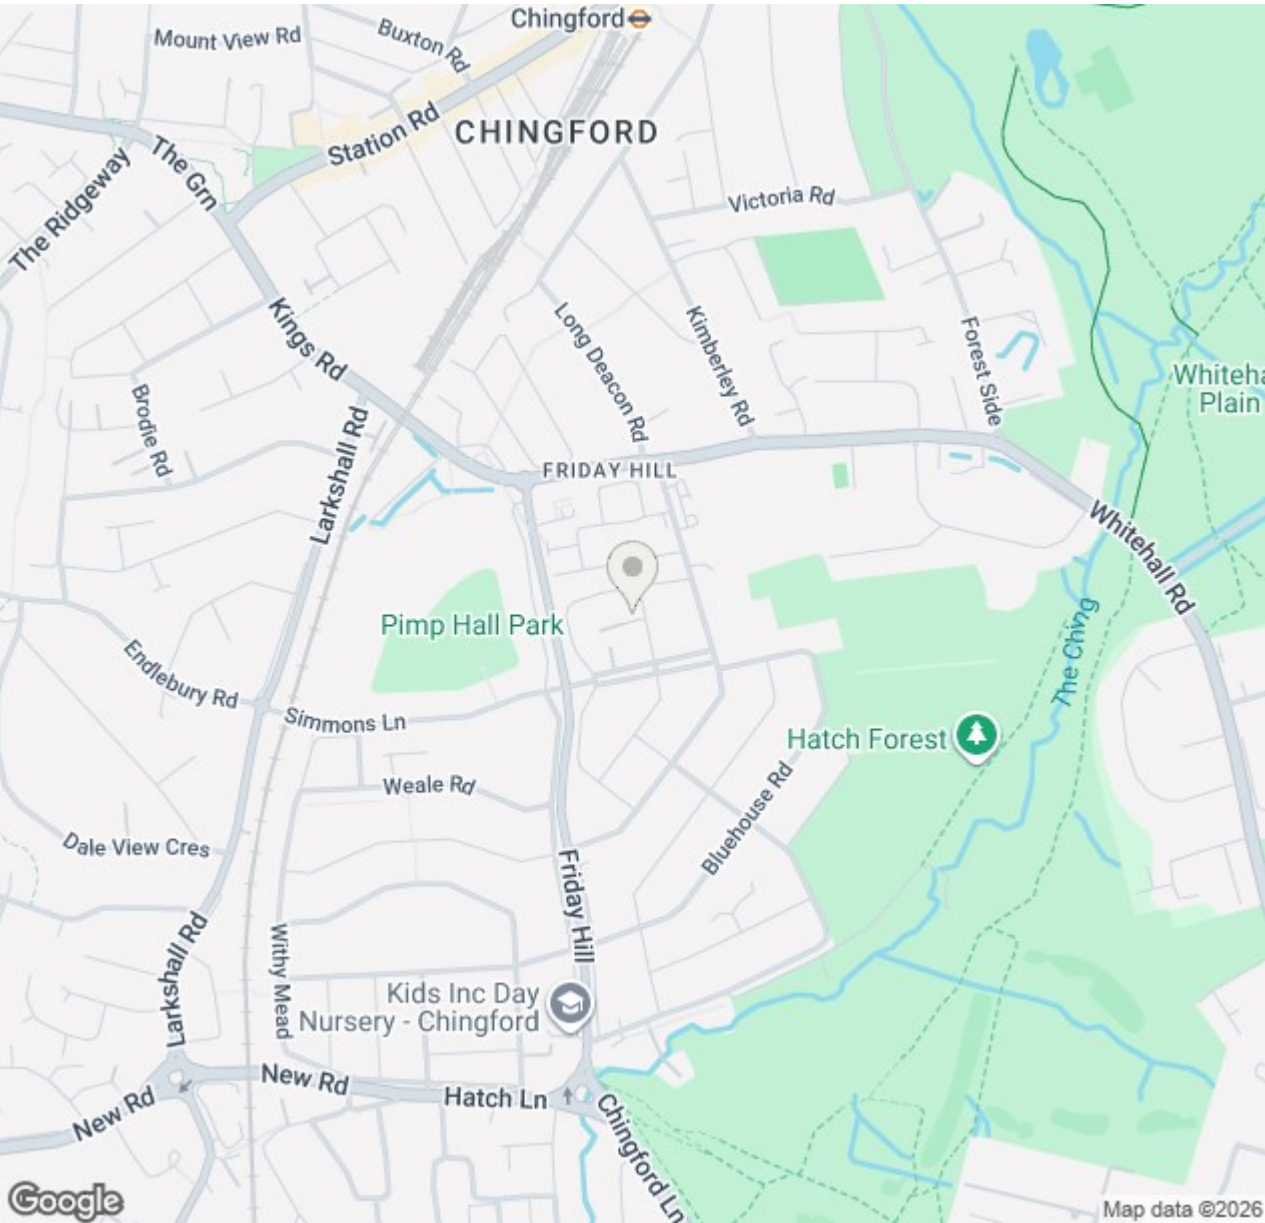 Chingford
Mount View Rd
Buxton Rd
Station Rd
CHINGFORD
The Grn
The Ridgeway
Victoria Rd
Kings Rd
Long Deacon Rd
Kimberley Rd
Forest Side
Whiteha
Plain
Brodie Rd
Larkshall Rd
FRIDAY HILL
Whitehall Rd
Pimp Hall Park
The Ching
Endlebury Rd
Simmons Ln
Hatch Forest
Weale Rd
Bluehouse Rd
Dale View Cres
Friday Hill
Larkshall Rd
Withy Mead
Kids Inc Day
Nursery - Chingford
New Rd
Hatch Ln
New Rd
Chingford Ln
Google
Map data ©2026